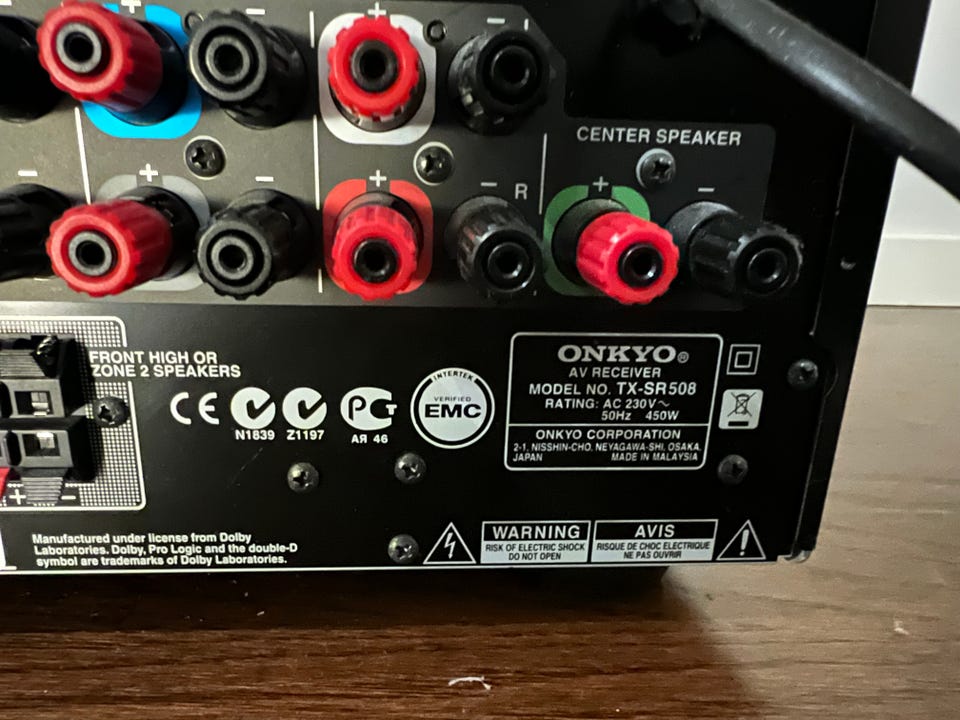 + − + −
CENTER SPEAKER
− + − + − R + −
FRONT HIGH OR
ZONE 2 SPEAKERS
CE
N1839 Z1197
PCT
АЯ 46
INTERTEK
VERIFIED
EMC
ONKYO®
AV RECEIVER
MODEL NO. TX-SR508
RATING: AC 230V～
50Hz 450W
ONKYO CORPORATION
2-1, NISSHIN-CHO, NEYAGAWA-SHI, OSAKA,
JAPAN MADE IN MALAYSIA
+ −
Manufactured under license from Dolby
Laboratories. Dolby, Pro Logic and the double-D
symbol are trademarks of Dolby Laboratories.
WARNING
RISK OF ELECTRIC SHOCK
DO NOT OPEN
AVIS
RISQUE DE CHOC ELECTRIQUE
NE PAS OUVRIR